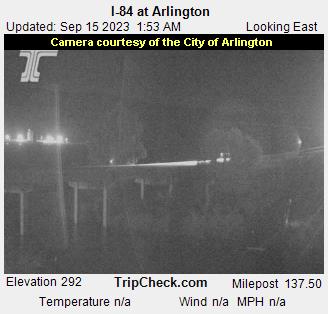 I-84 at Arlington
Updated: Sep 15 2023 1:53 AM Looking East
Camera courtesy of the City of Arlington
Elevation 292 TripCheck.com Milepost 137.50
Temperature n/a Wind n/a MPH n/a